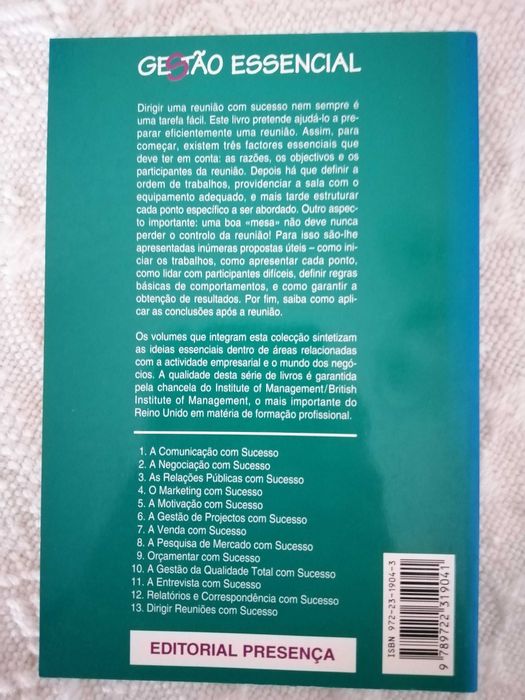 GESTÃO ESSENCIAL
Dirigir uma reunião com sucesso nem sempre é
uma tarefa fácil. Este livro pretende ajudá-lo a pre-
parar eficientemente uma reunião. Assim, para
começar, existem três factores essenciais que
deve ter em conta: as razões, os objectivos e os
participantes da reunião. Depois há que definir a
ordem de trabalhos, providenciar a sala com o
equipamento adequado, e mais tarde estruturar
cada ponto específico a ser abordado. Outro aspec-
to importante: uma boa «mesa» não deve nunca
perder o controlo da reunião! Para isso são-lhe
apresentadas inúmeras propostas úteis – como ini-
ciar os trabalhos, como apresentar cada ponto,
como lidar com participantes difíceis, definir regras
básicas de comportamentos, e como garantir a
obtenção de resultados. Por fim, saiba como apli-
car as conclusões após a reunião.
Os volumes que integram esta colecção sintetizam
as ideias essenciais dentro de áreas relacionadas
com a actividade empresarial e o mundo dos negó-
cios. A qualidade desta série de livros é garantida
pela chancela do Institute of Management/British
Institute of Management, o mais importante do
Reino Unido em matéria de formação profissional.
1. A Comunicação com Sucesso
2. A Negociação com Sucesso
3. As Relações Públicas com Sucesso
4. O Marketing com Sucesso
5. A Motivação com Sucesso
6. A Gestão de Projectos com Sucesso
7. A Venda com Sucesso
8. A Pesquisa de Mercado com Sucesso
9. Orçamentar com Sucesso
10. A Gestão da Qualidade Total com Sucesso
11. A Entrevista com Sucesso
12. Relatórios e Correspondência com Sucesso
13. Dirigir Reuniões com Sucesso
EDITORIAL PRESENÇA
ISBN 972-23-1904-3
9 789722 319041